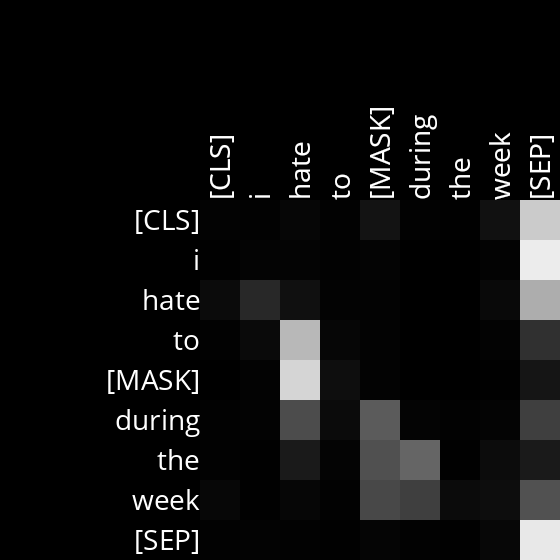 [CLS] i hate to [MASK] during the week [SEP]
[CLS]
i
hate
to
[MASK]
during
the
week
[SEP]